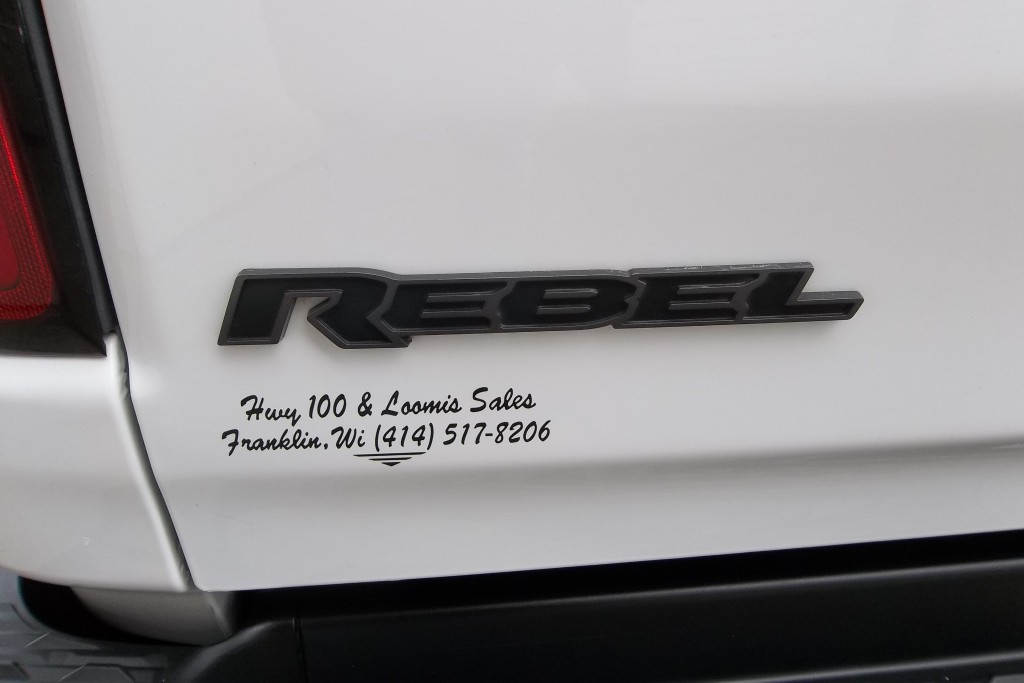 REBEL
Hwy 100 & Loomis Sales
Franklin, Wi (414) 517-8206